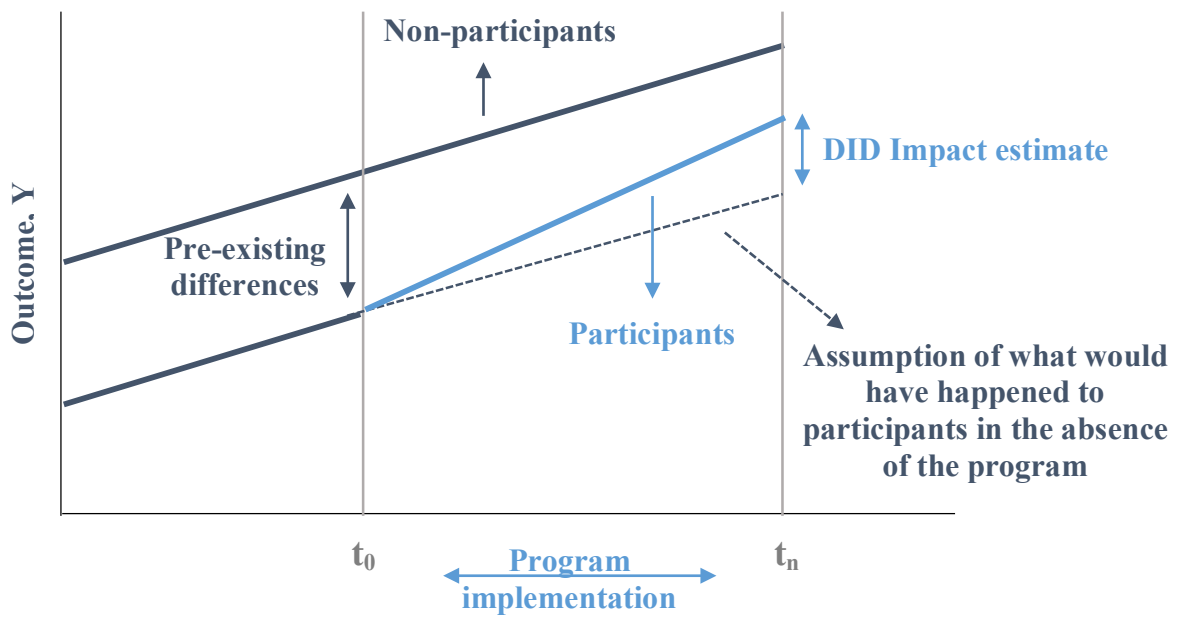 Non-participants
DID Impact estimate
Outcome, Y
Pre-existing
differences
Participants
Assumption of what would
have happened to
participants in the absence
of the program
t₀
tₙ
Program
implementation